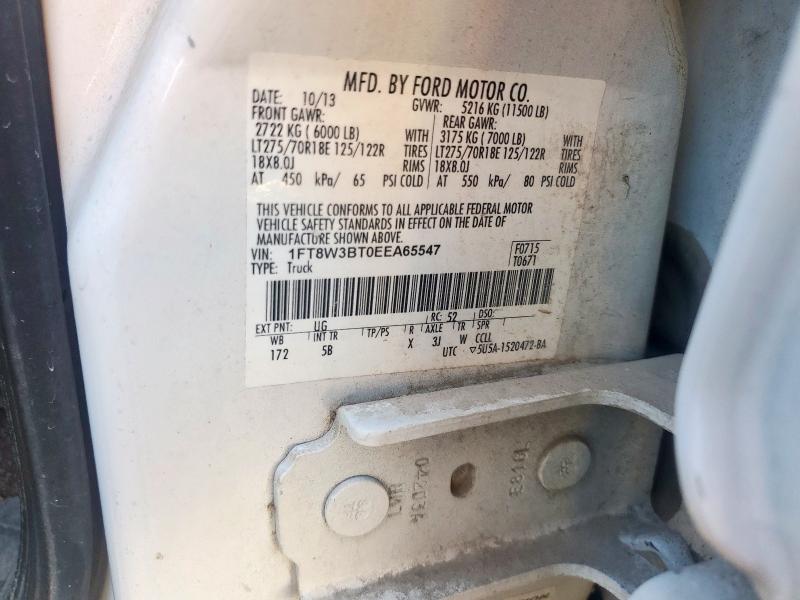 MFD. BY FORD MOTOR CO.
DATE: 10/13 GVWR: 5216 KG (11500 LB)
FRONT GAWR: REAR GAWR:
2722 KG (6000 LB) WITH 3175 KG (7000 LB) WITH
LT275/70R18E 125/122R TIRES LT275/70R18E 125/122R TIRES
18X8.0J RIMS 18X8.0J RIMS
AT 450 kPa/ 65 PSI COLD AT 550 kPa/ 80 PSI COLD
THIS VEHICLE CONFORMS TO ALL APPLICABLE FEDERAL MOTOR
VEHICLE SAFETY STANDARDS IN EFFECT ON THE DATE OF
MANUFACTURE SHOWN ABOVE.
VIN: 1FT8W3BT0EEA65547 F0715
TYPE: Truck T0671
EXT PNT: UG RC: 52 DSO:
WB INT TR TP/PS R AXLE TR SPR
172 5B X 3J W CCLL
UTC ▽5U5A-1520472-BA